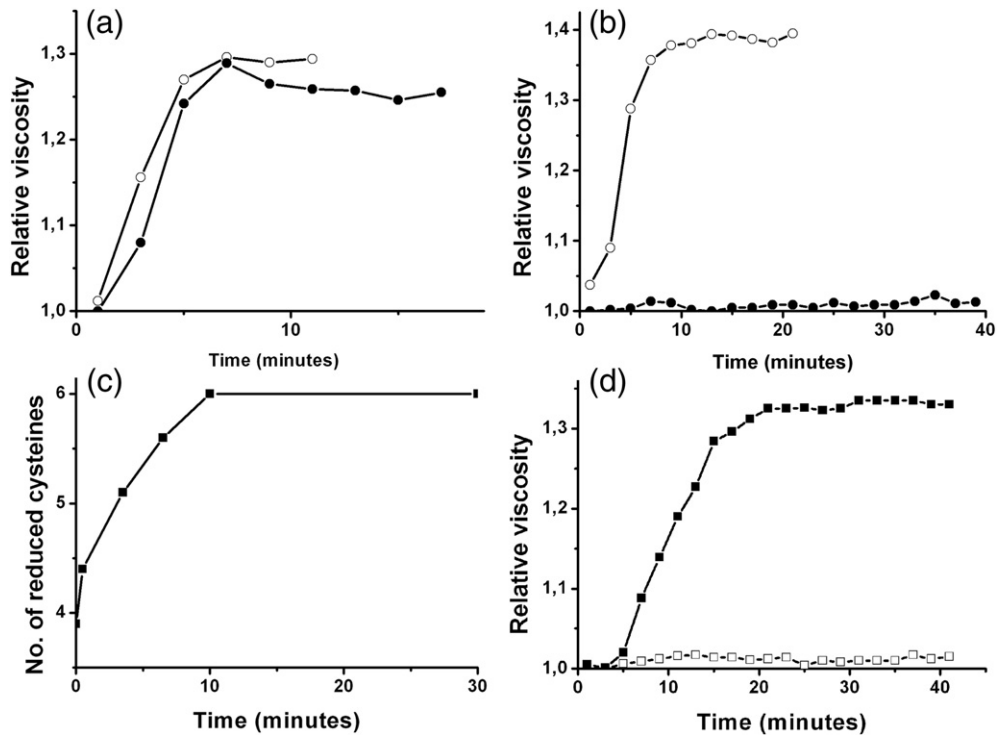 (a)
Relative viscosity
1,3
1,2
1,1
1,0
0
10
Time (minutes)
(b)
Relative viscosity
1,4
1,3
1,4
1,1
1,0
0
10
20
30
40
Time (minutes)
(c)
No. of reduced cysteines
6
5
4
0
10
20
30
Time (minutes)
(d)
Relative viscosity
1,3
1,2
1,1
1,0
0
10
20
30
40
Time (minutes)